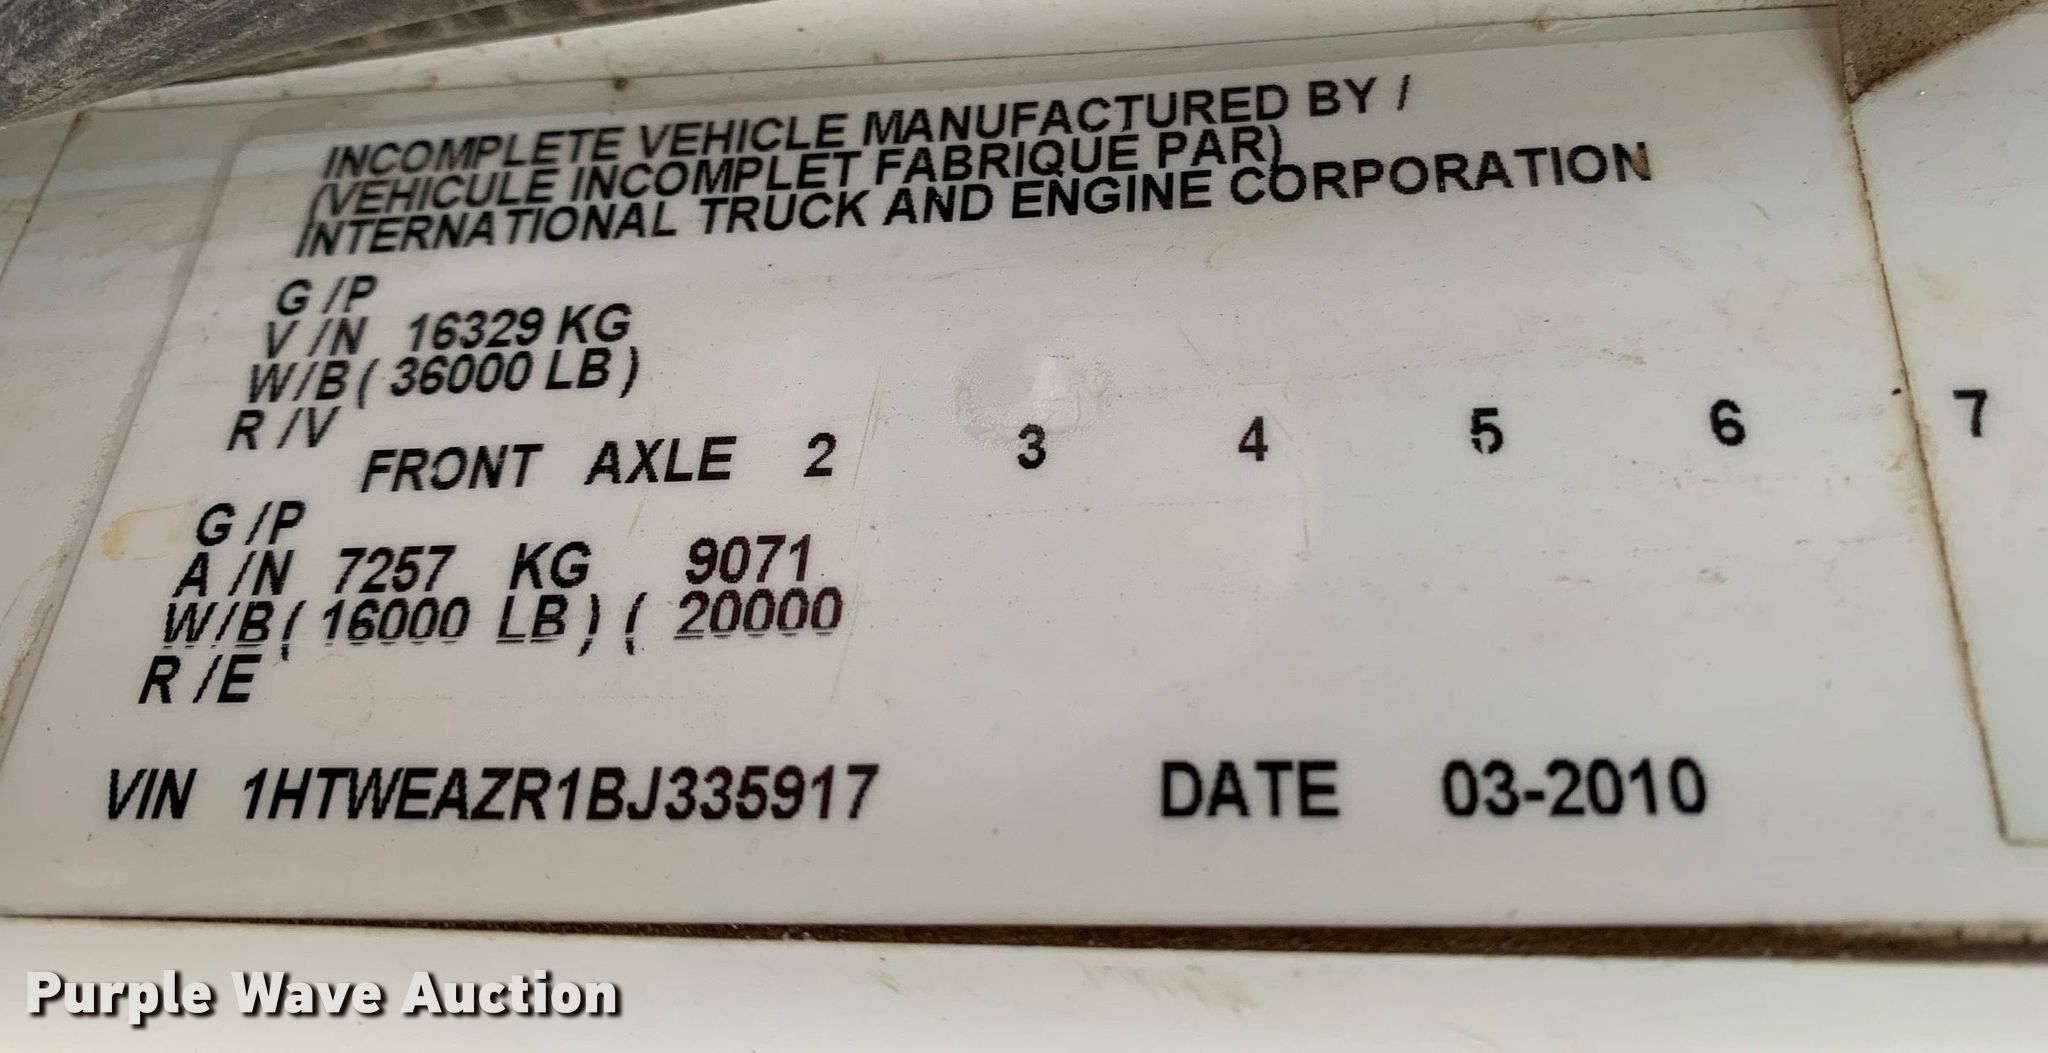 INCOMPLETE VEHICLE MANUFACTURED BY /
(VEHICULE INCOMPLET FABRIQUÉ PAR)
INTERNATIONAL TRUCK AND ENGINE CORPORATION
G /P
V /N 16329 KG
W/B ( 36000 LB )
R /V
FRONT AXLE 2 3 4 5 6 7
G /P
A /N 7257 KG 9071
W/B ( 16000 LB ) ( 20000
R /E
VIN 1HTWEAZR1BJ335917 DATE 03-2010
Purple Wave Auction